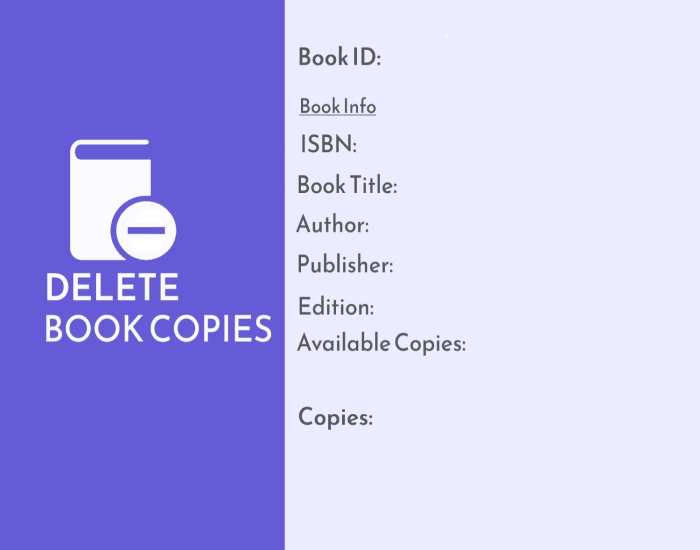 DELETE
BOOK COPIES
Book ID:
Book Info
ISBN:
Book Title:
Author:
Publisher:
Edition:
Available Copies:
Copies: